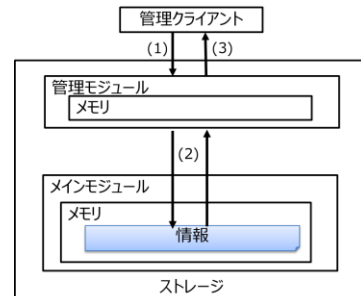 管理クライアント
(1)
(3)
管理モジュール
メモリ
(2)
メインモジュール
メモリ
情報
ストレージ